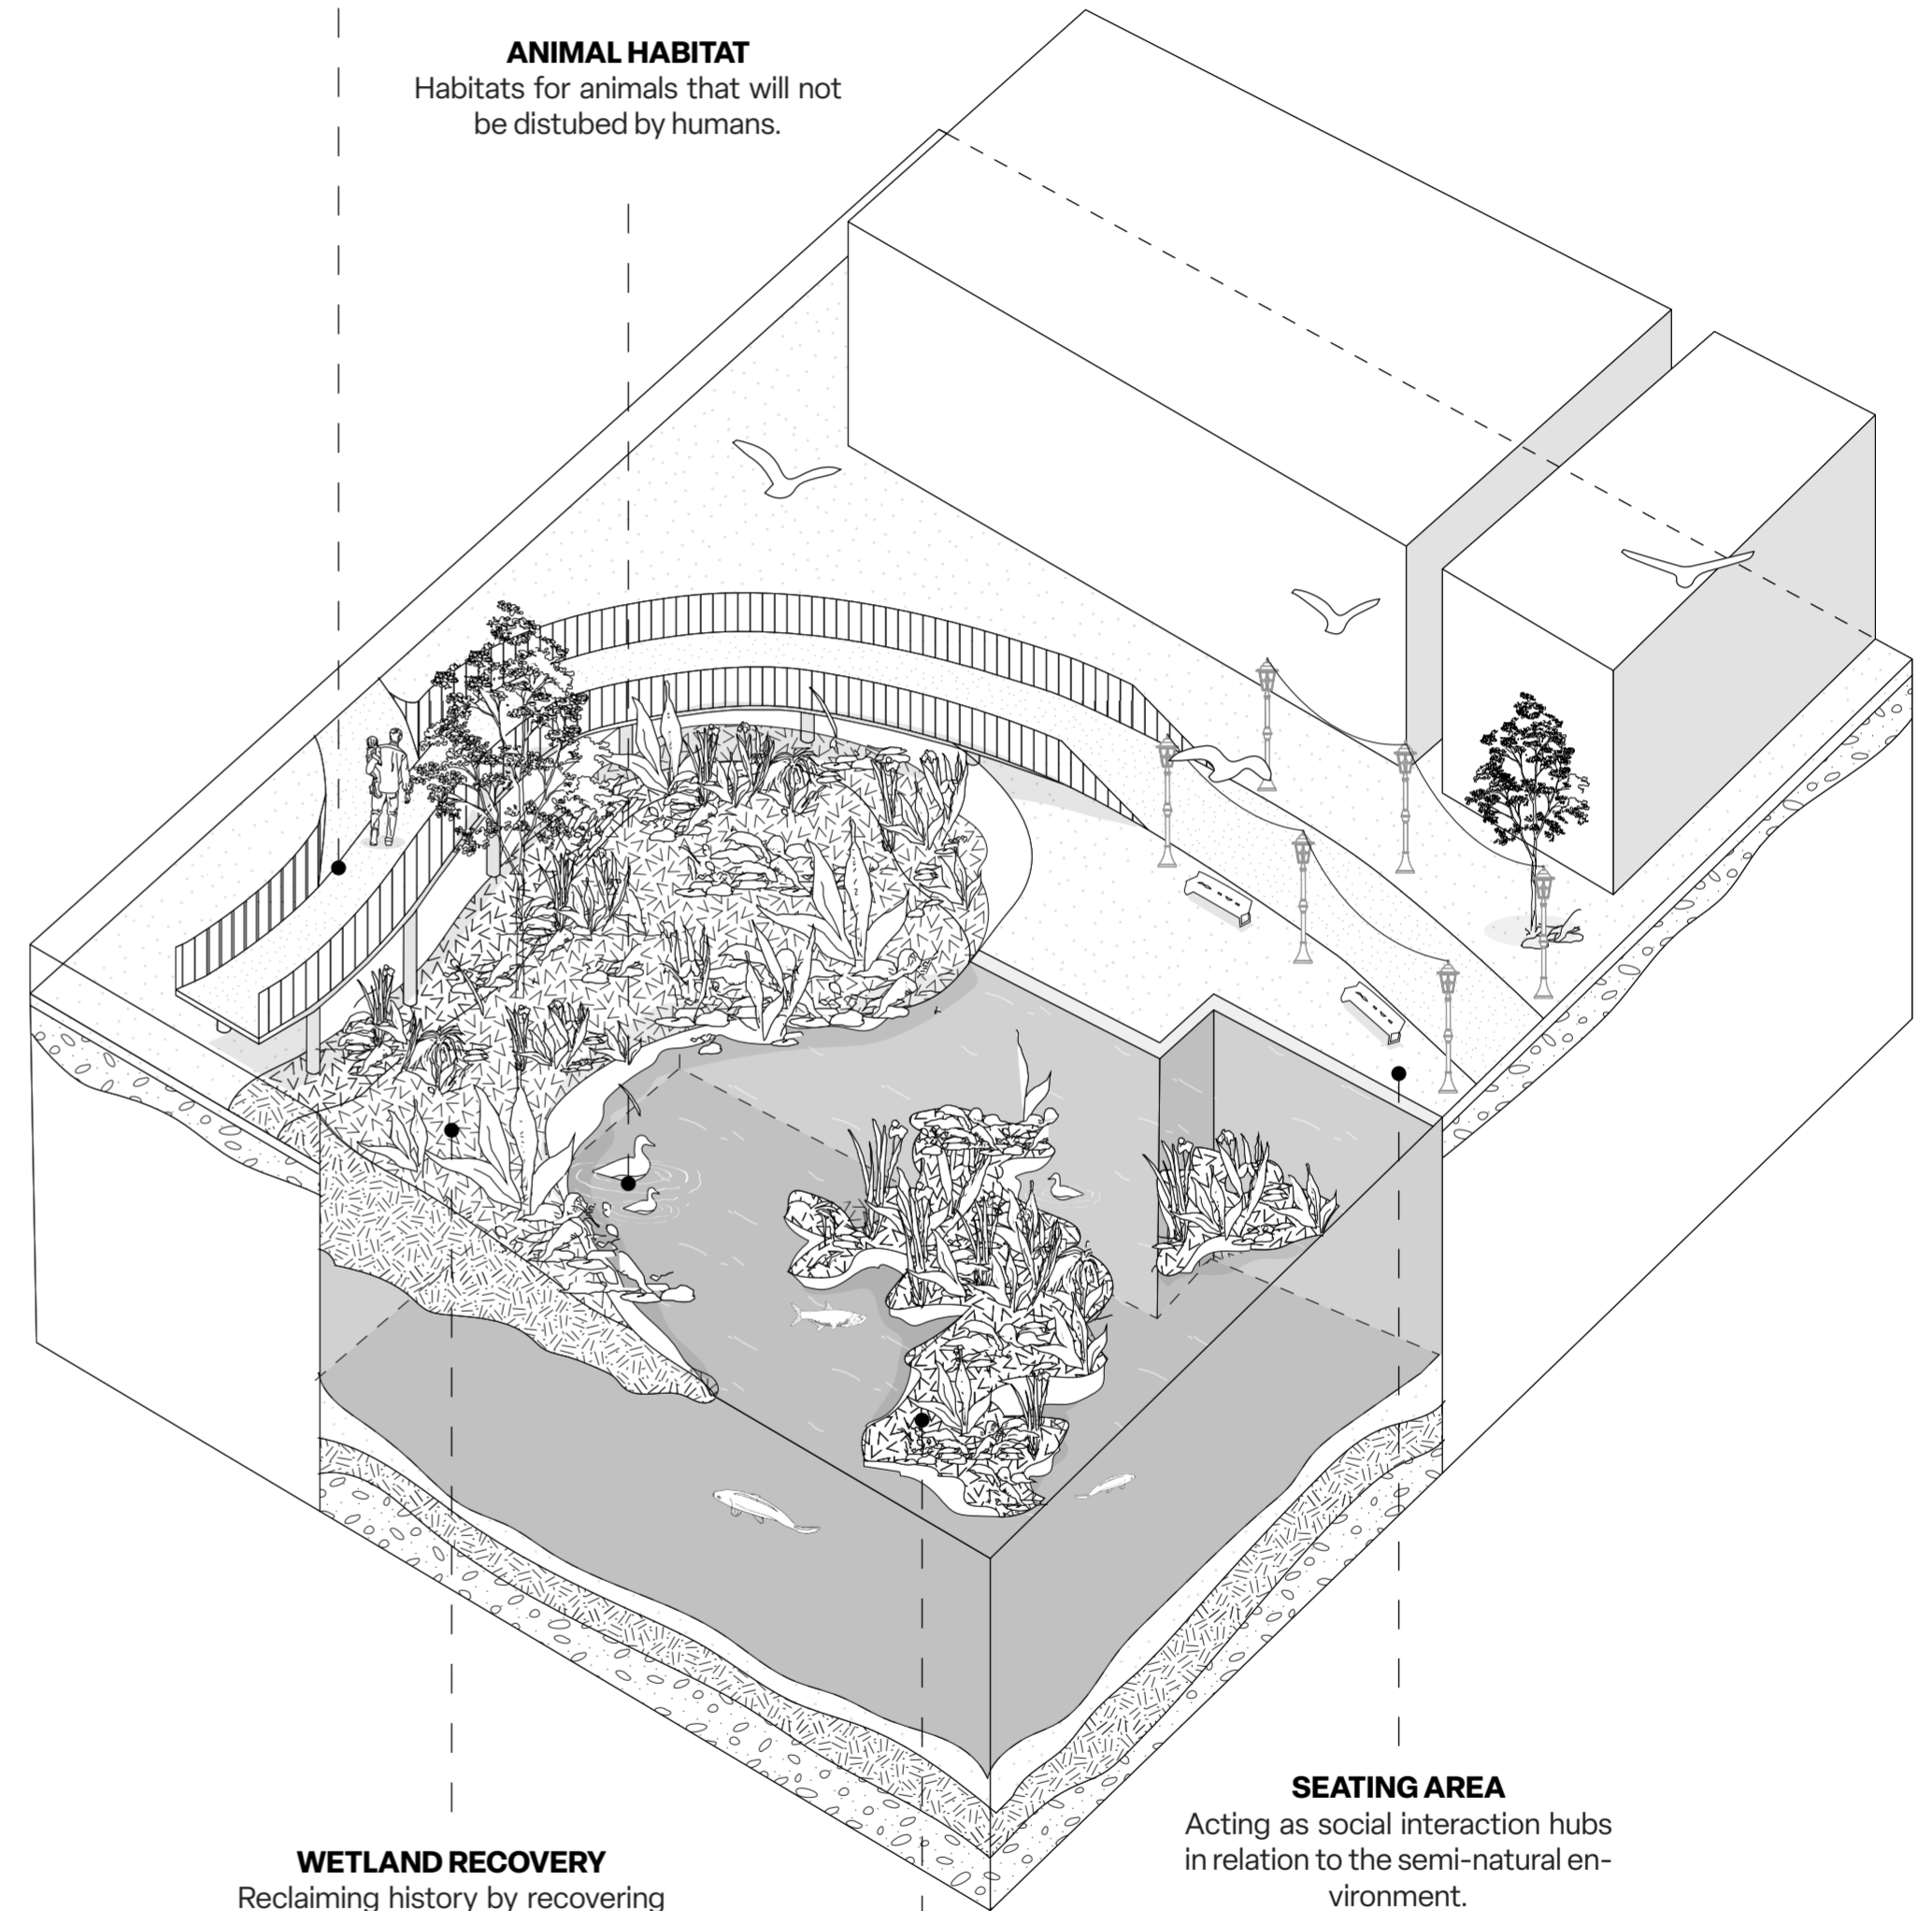 ANIMAL HABITAT
Habitats for animals that will not
be distubed by humans.
SEATING AREA
Acting as social interaction hubs
in relation to the semi-natural en-
vironment.
WETLAND RECOVERY
Reclaiming history by recovering